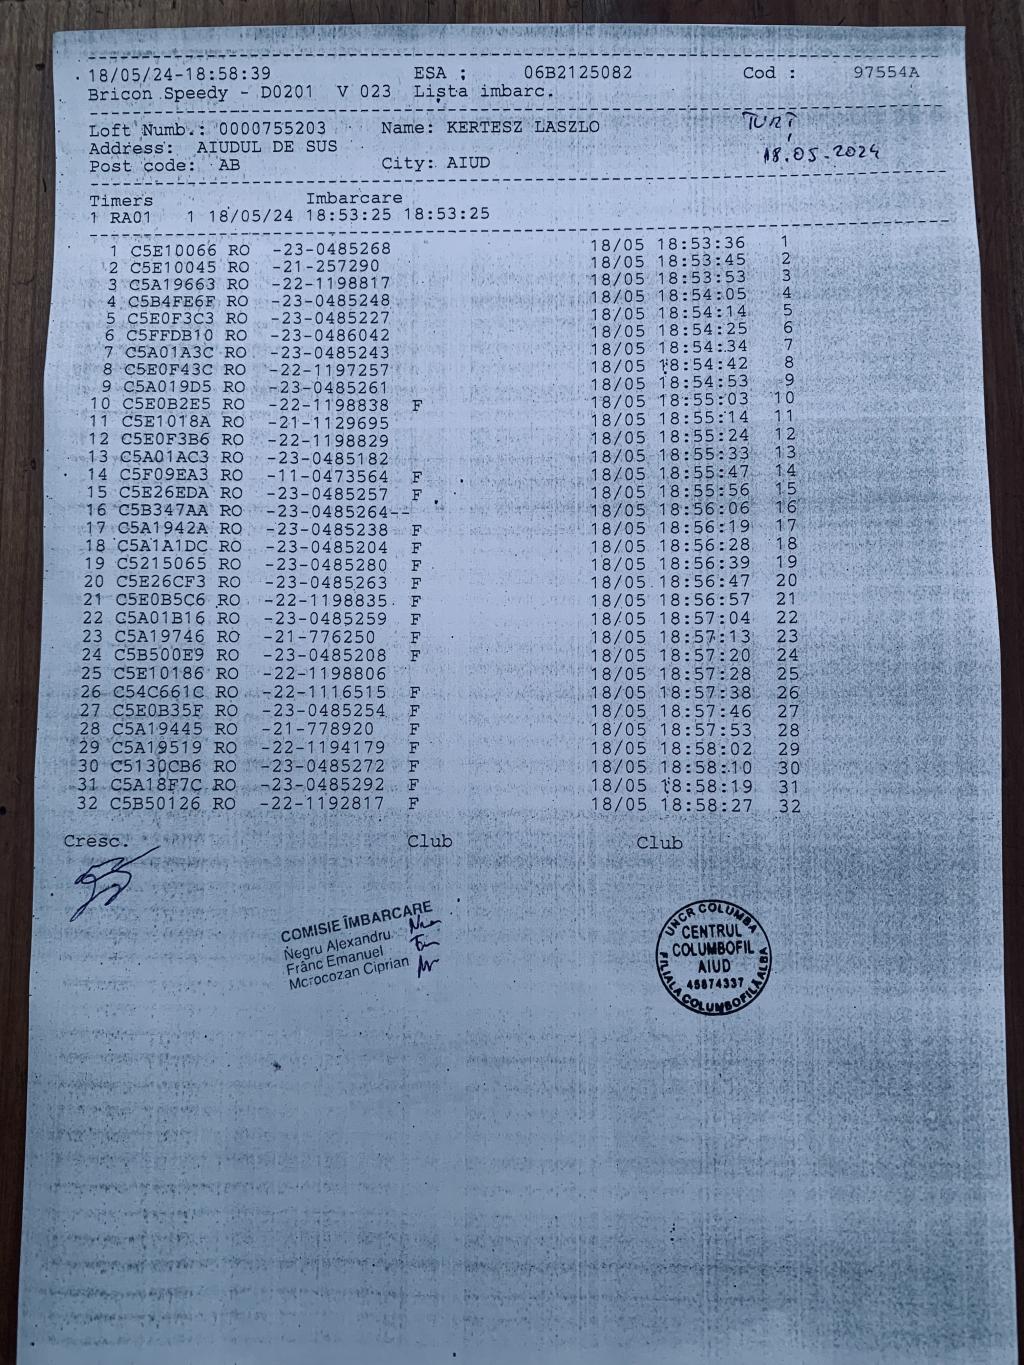 18/05/24-18:58:39 ESA ; 06B2125082 Cod : 97554A
Bricon Speedy - D0201 V 023 Lista imbarc.
Loft Numb.: 0000755203 Name: KERTESZ LASZLO TURȚ
Address: AIUDUL DE SUS 18.05.2024
Post code: AB City: AIUD
Timers Imbarcare
1 RA01 1 18/05/24 18:53:25 18:53:25
1 C5E10066 RO -23-0485268 18/05 18:53:36 1
2 C5E10045 RO -21-257290 18/05 18:53:45 2
3 C5A19663 RO -22-1198817 18/05 18:53:53 3
4 C5B4FE6F RO -23-0485248 18/05 18:54:05 4
5 C5E0F3C3 RO -23-0485227 18/05 18:54:14 5
6 C5FFDB10 RO -23-0486042 18/05 18:54:25 6
7 C5A01A3C RO -23-0485243 18/05 18:54:34 7
8 C5E0F43C RO -22-1197257 18/05 18:54:42 8
9 C5A019D5 RO -23-0485261 18/05 18:54:53 9
10 C5E0B2E5 RO -22-1198838 F 18/05 18:55:03 10
11 C5E1018A RO -21-1129695 18/05 18:55:14 11
12 C5E0F3B6 RO -22-1198829 18/05 18:55:24 12
13 C5A01AC3 RO -23-0485182 18/05 18:55:33 13
14 C5F09EA3 RO -11-0473564 F 18/05 18:55:47 14
15 C5E26EDA RO -23-0485257 F 18/05 18:55:56 15
16 C5B347AA RO -23-0485264-- 18/05 18:56:06 16
17 C5A1942A RO -23-0485238 F 18/05 18:56:19 17
18 C5A1A1DC RO -23-0485204 F 18/05 18:56:28 18
19 C5215065 RO -23-0485280 F 18/05 18:56:39 19
20 C5E26CF3 RO -23-0485263 F 18/05 18:56:47 20
21 C5E0B5C6 RO -22-1198835 F 18/05 18:56:57 21
22 C5A01B16 RO -23-0485259 F 18/05 18:57:04 22
23 C5A19746 RO -21-776250 F 18/05 18:57:13 23
24 C5B500E9 RO -23-0485208 F 18/05 18:57:20 24
25 C5E10186 RO -22-1198806 18/05 18:57:28 25
26 C54C661C RO -22-1116515 F 18/05 18:57:38 26
27 C5E0B35F RO -23-0485254 F 18/05 18:57:46 27
28 C5A19445 RO -21-778920 F 18/05 18:57:53 28
29 C5A19519 RO -22-1194179 F 18/05 18:58:02 29
30 C5130CB6 RO -23-0485272 F 18/05 18:58:10 30
31 C5A18F7C RO -23-0485292 F 18/05 18:58:19 31
32 C5B50126 RO -22-1192817 F 18/05 18:58:27 32
Cresc. Club Club
COMISIE ÎMBARCARE
Negru Alexandru
Frânc Emanuel
Mcrocozan Ciprian
UNCR COLUMBA
CENTRUL
COLUMBOFIL
AIUD
45874337
FILIALA COLUMBOFILĂ ALBA